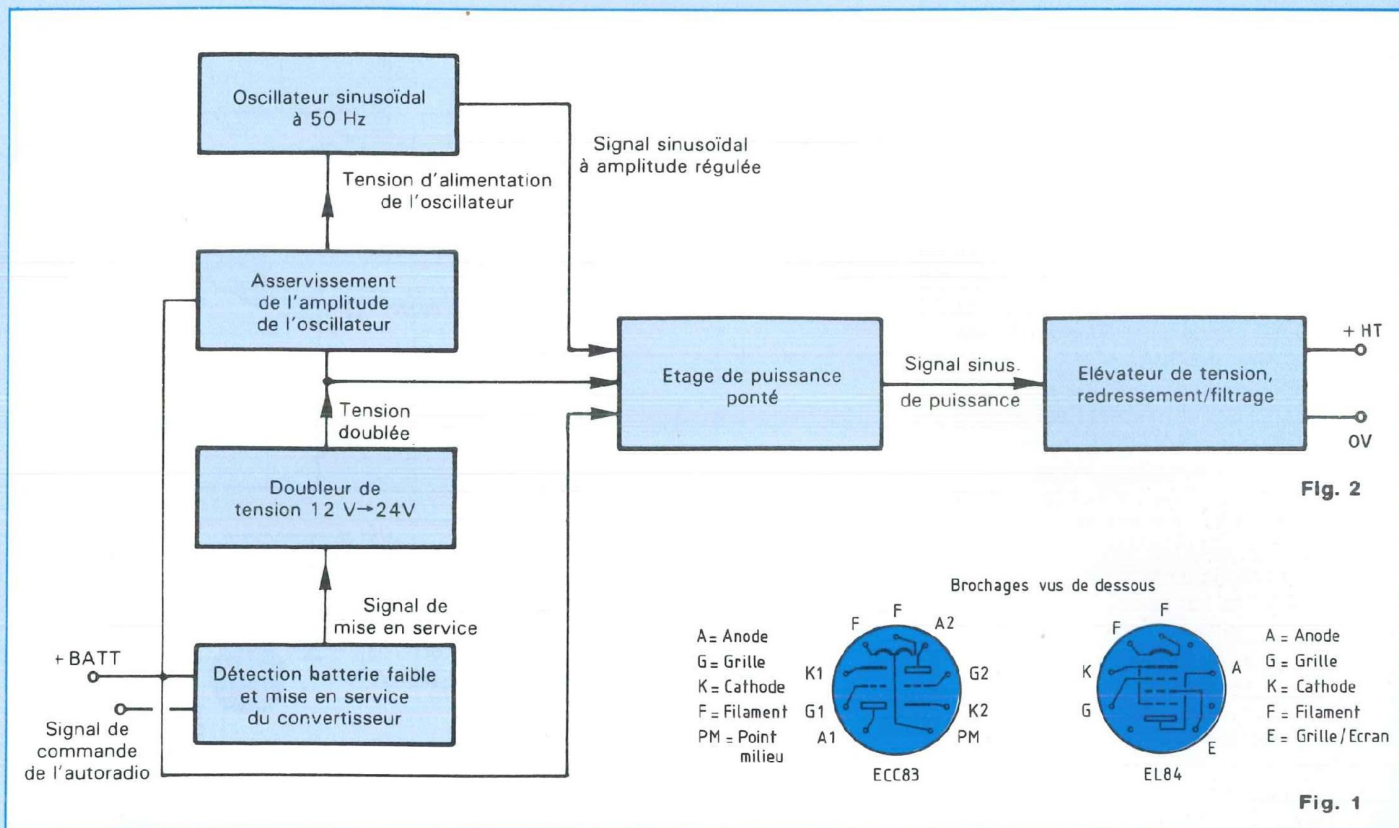 Oscillateur sinusoïdal
à 50 Hz
Signal sinusoïdal
à amplitude régulée
Tension d'alimentation
de l'oscillateur
Asservissement
de l'amplitude
de l'oscillateur
Tension
doublée
Etage de puissance
ponté
Signal sinus.
de puissance
Elévateur de tension,
redressement/filtrage
+ HT
0V
Fig. 2
Doubleur de
tension 12 V→24V
Signal de
mise en service
+ BATT
Détection batterie faible
et mise en service
du convertisseur
Signal de
commande
de l'autoradio
Brochages vus de dessous
A = Anode
G = Grille
K = Cathode
F = Filament
PM = Point
milieu
F
F
A2
K1
G2
G1
K2
A1
PM
ECC83
F
F
K
A
G
E
EL84
A = Anode
G = Grille
K = Cathode
F = Filament
E = Grille/Ecran
Fig. 1